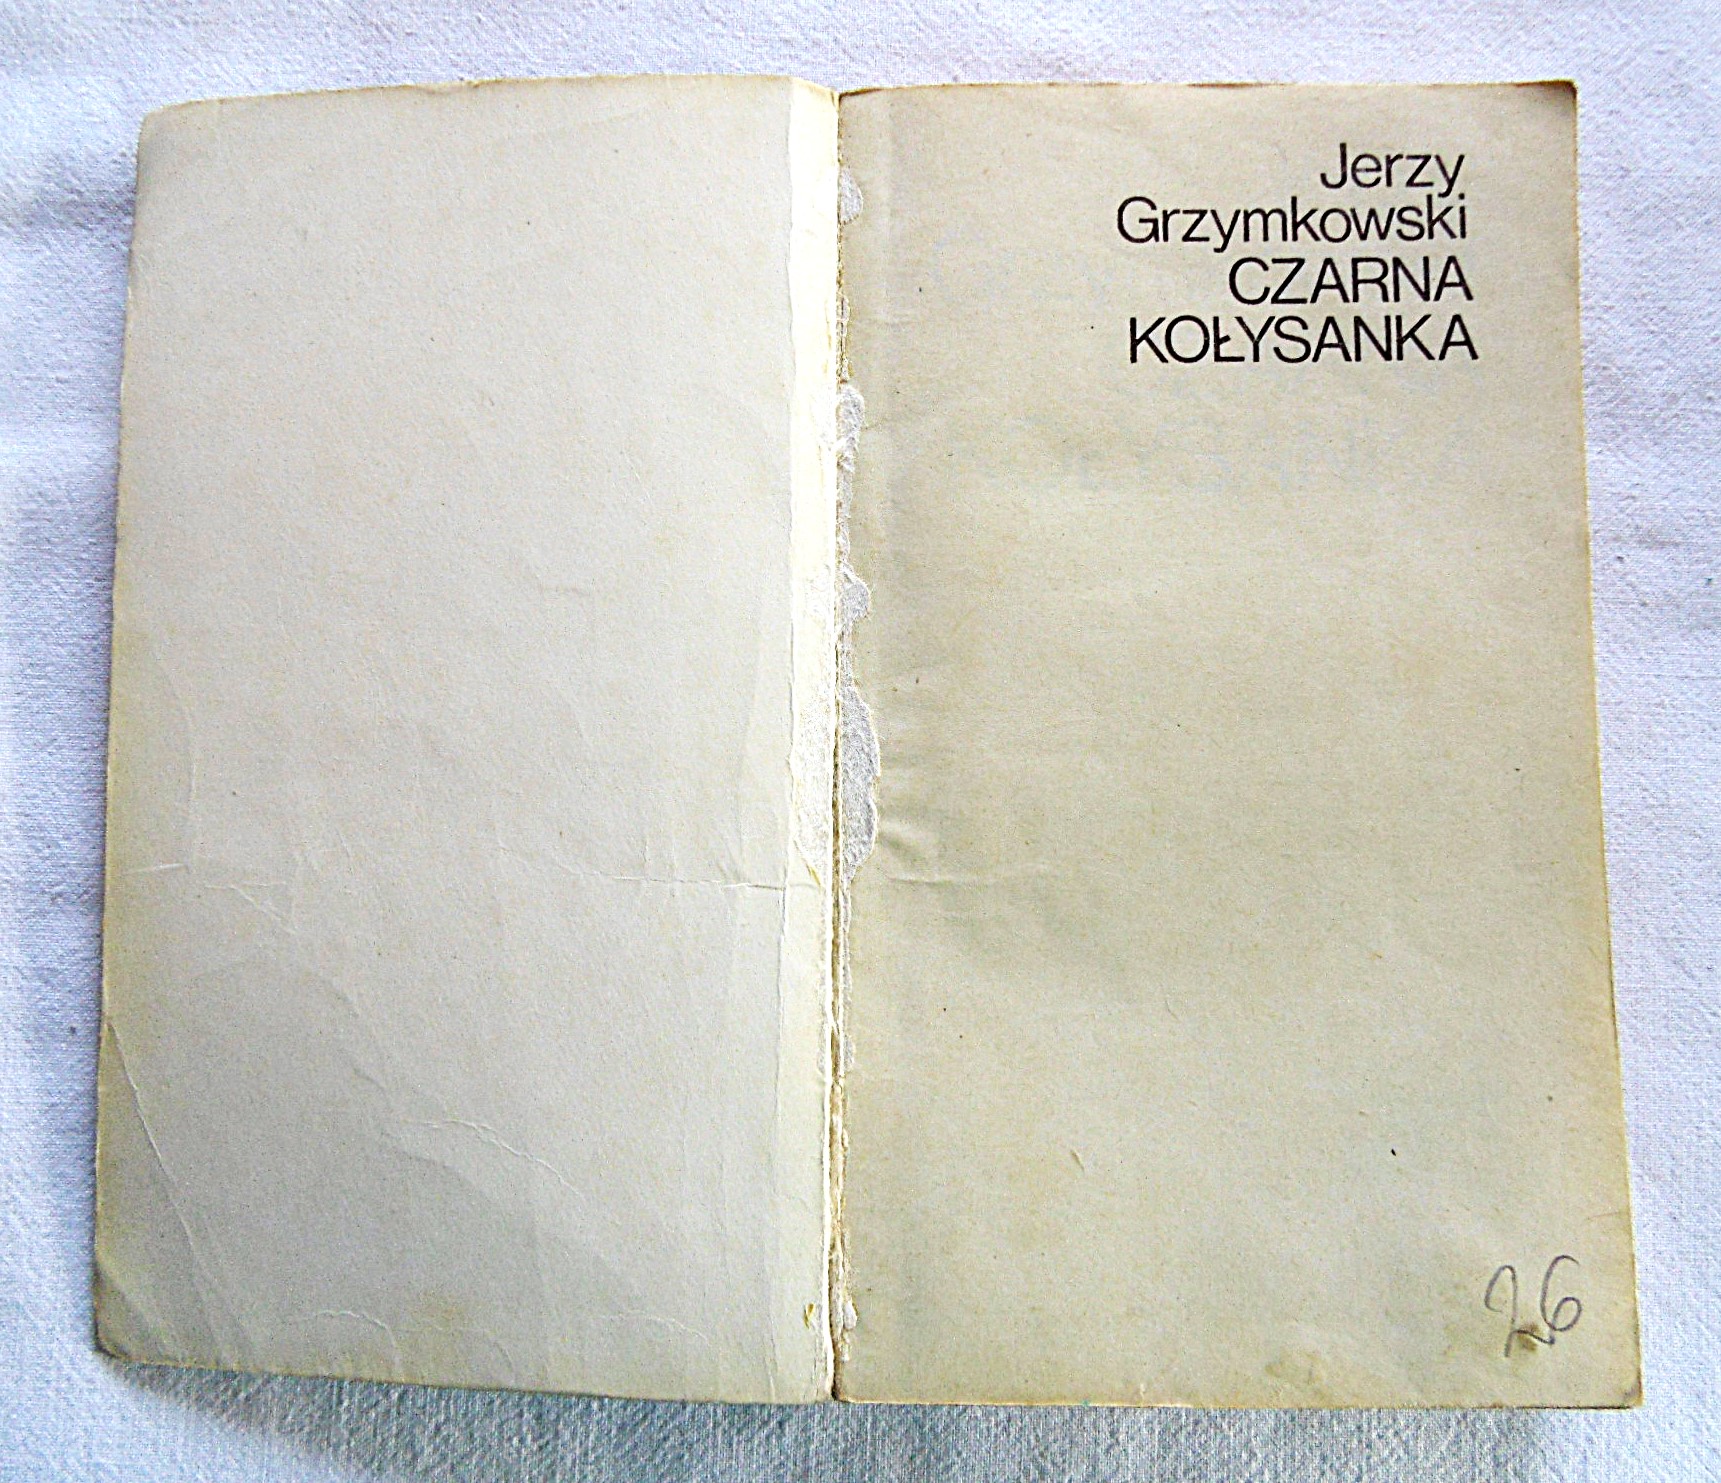 Jerzy
Grzymkowski
CZARNA
KOŁYSANKA
26